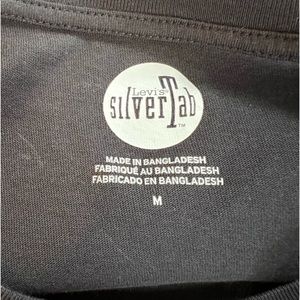 Levi's
SilverTab
TM
MADE IN BANGLADESH
FABRIQUÉ AU BANGLADESH
FABRICADO EN BANGLADESH
M